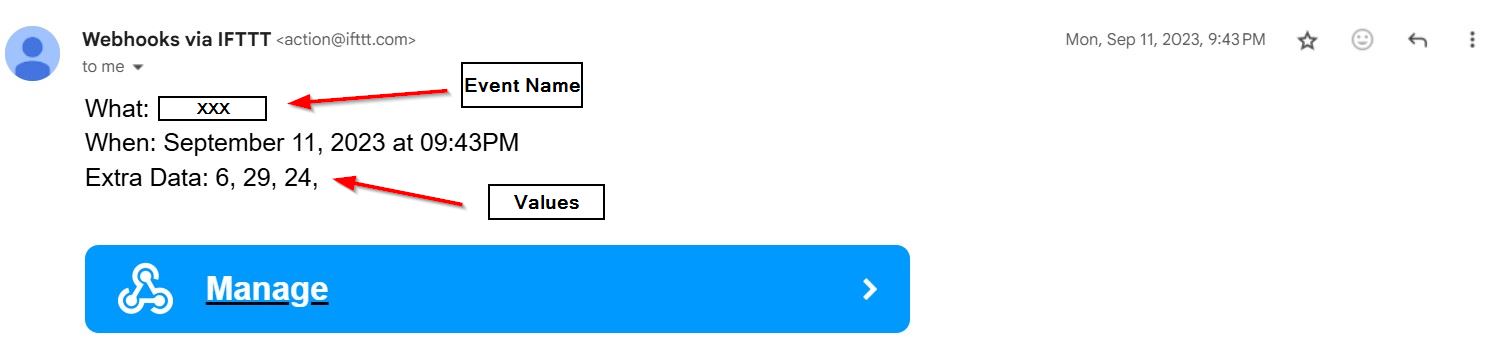 Webhooks via IFTTT <action@ifttt.com>
Mon, Sep 11, 2023, 9:43 PM
to me
Event Name
What: XXX
When: September 11, 2023 at 09:43PM
Extra Data: 6, 29, 24,
Values
Manage